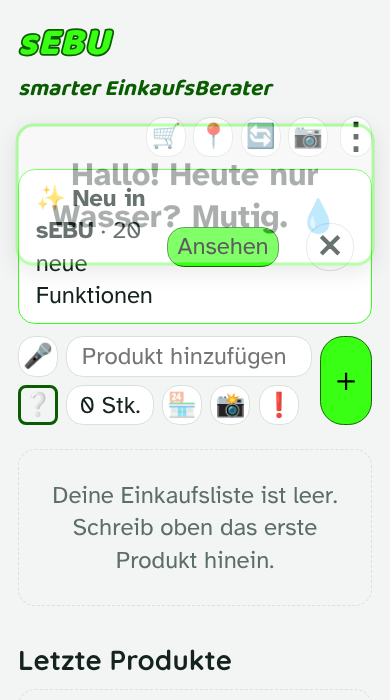 sEBU
smarter EinkaufsBerater
Hallo! Heute nur
Wasser? Mutig. 💧
✨ Neu in
sEBU · 20
neue
Funktionen
Ansehen
✕
Produkt hinzufügen
+
❔
0 Stk.
❗
Deine Einkaufsliste ist leer.
Schreib oben das erste
Produkt hinein.
Letzte Produkte